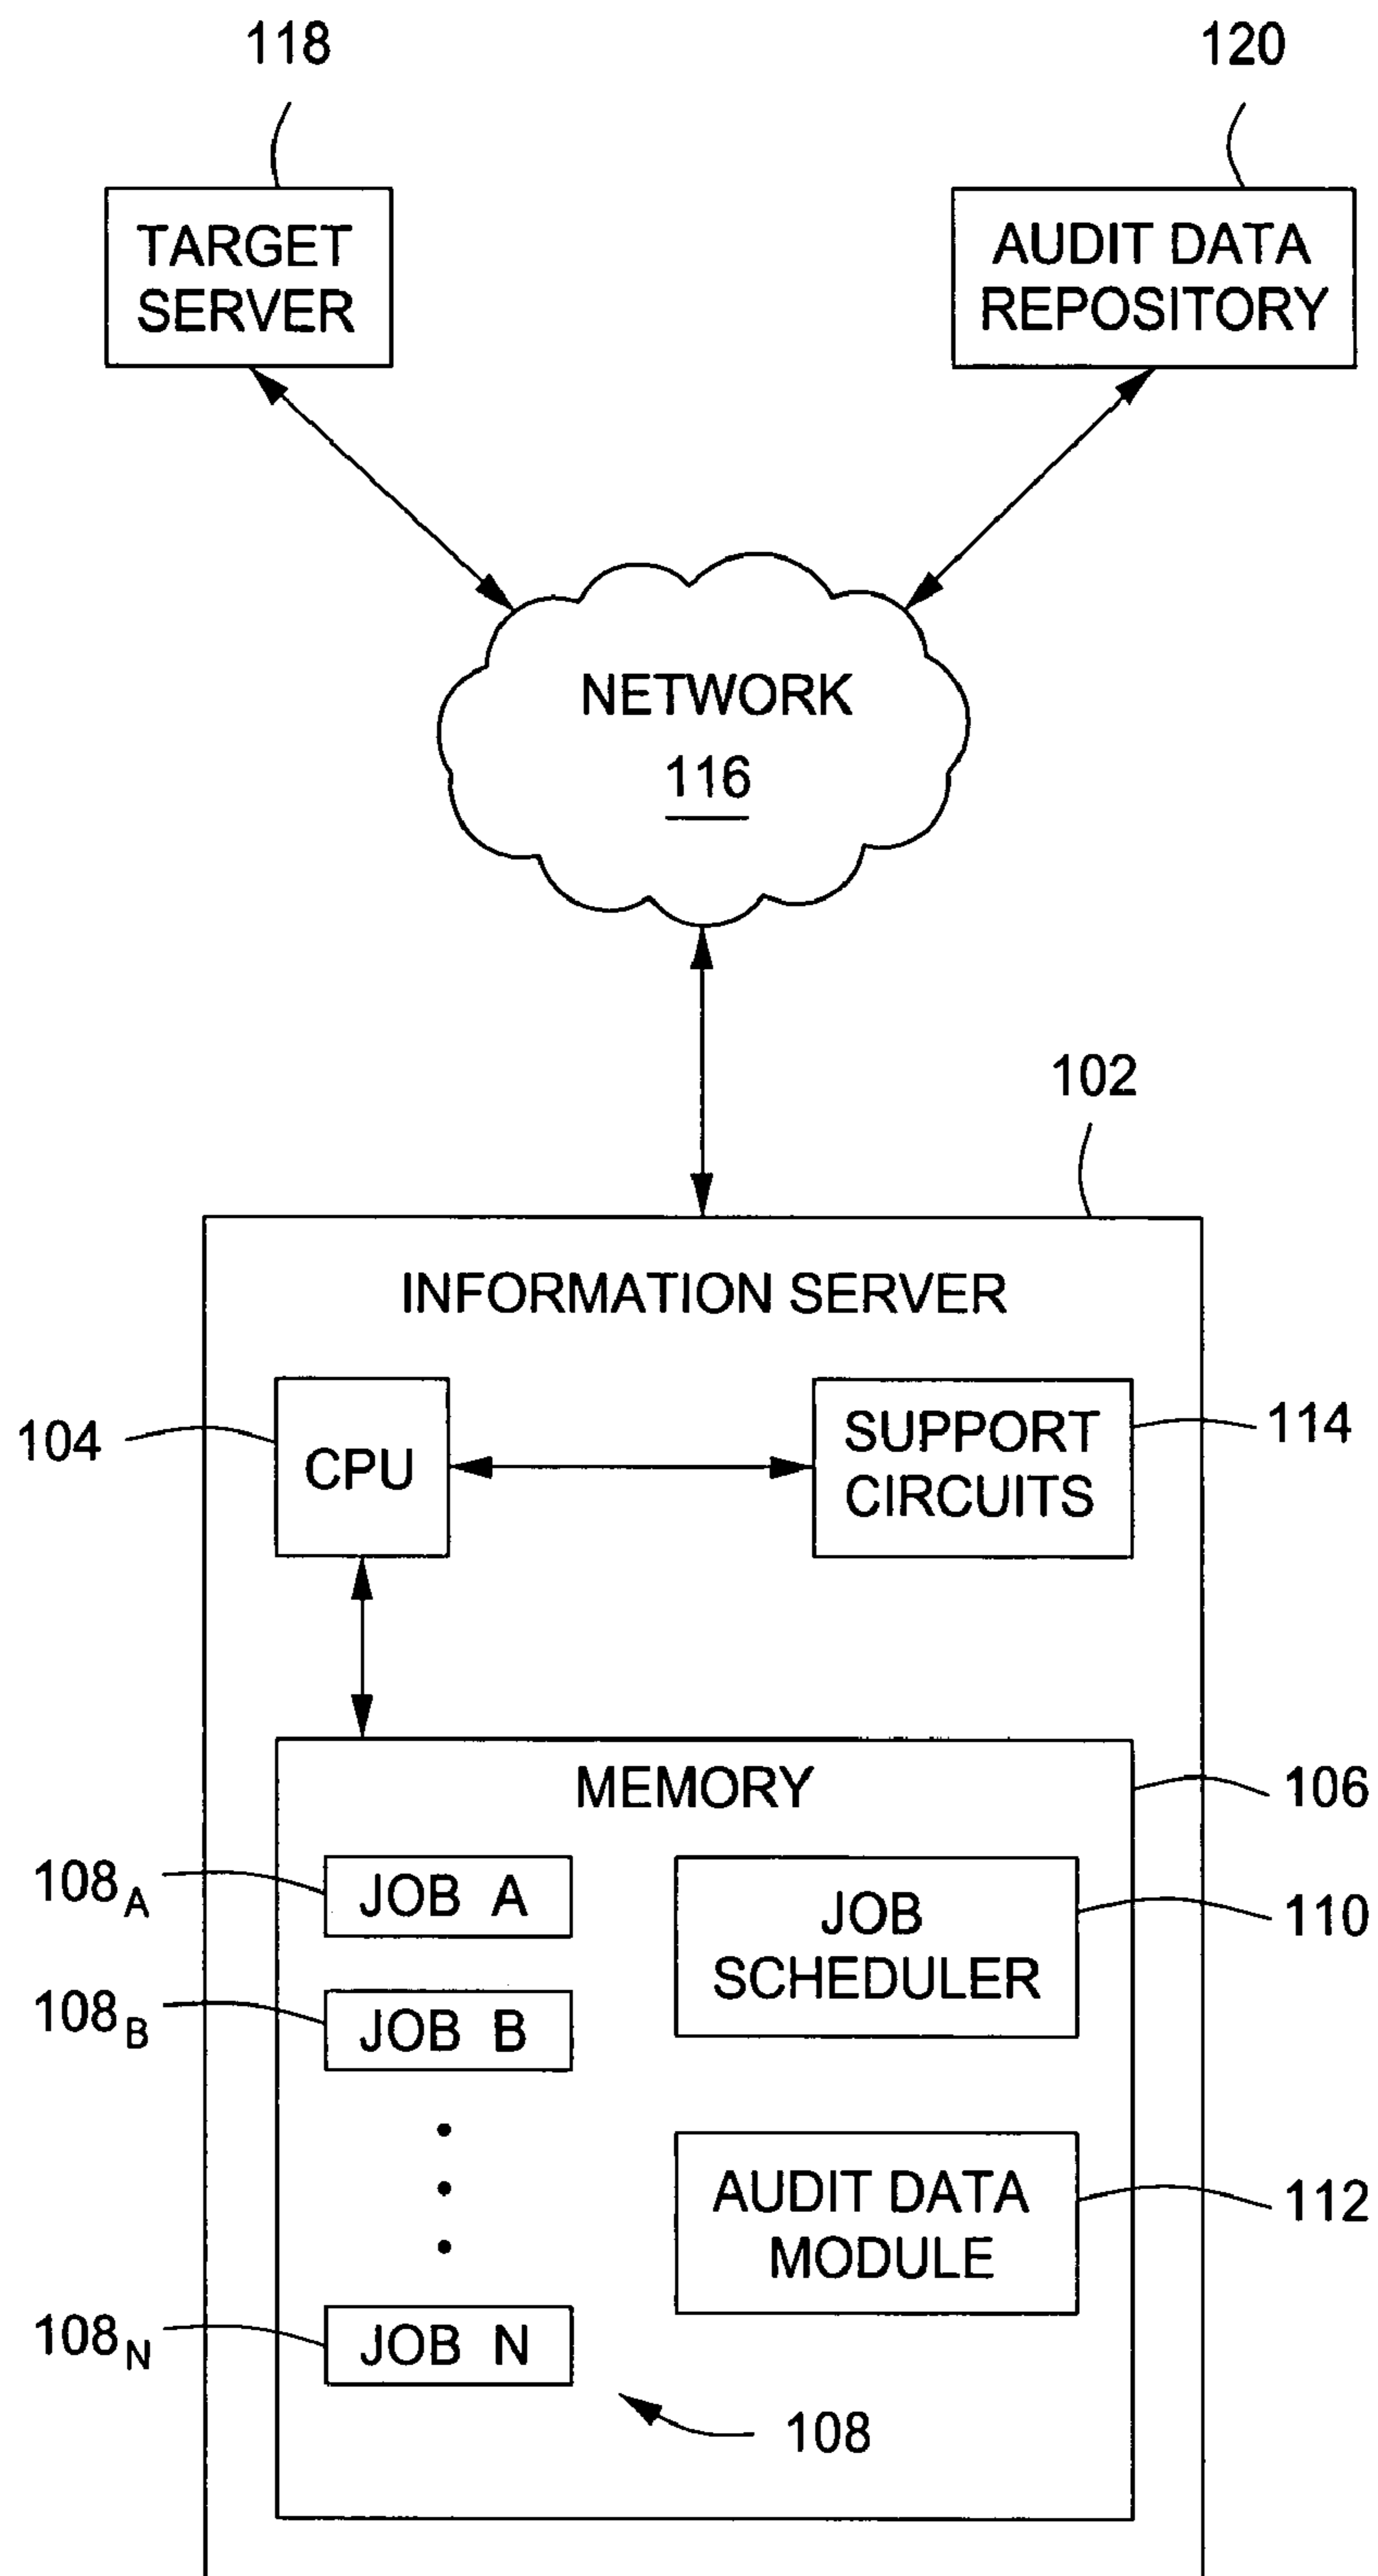 118
120
TARGET
SERVER
AUDIT DATA
REPOSITORY
NETWORK
116
102
INFORMATION SERVER
104
CPU
SUPPORT
CIRCUITS
114
MEMORY
106
108A
JOB A
JOB
SCHEDULER
110
108B
JOB B
AUDIT DATA
MODULE
112
108N
JOB N
108